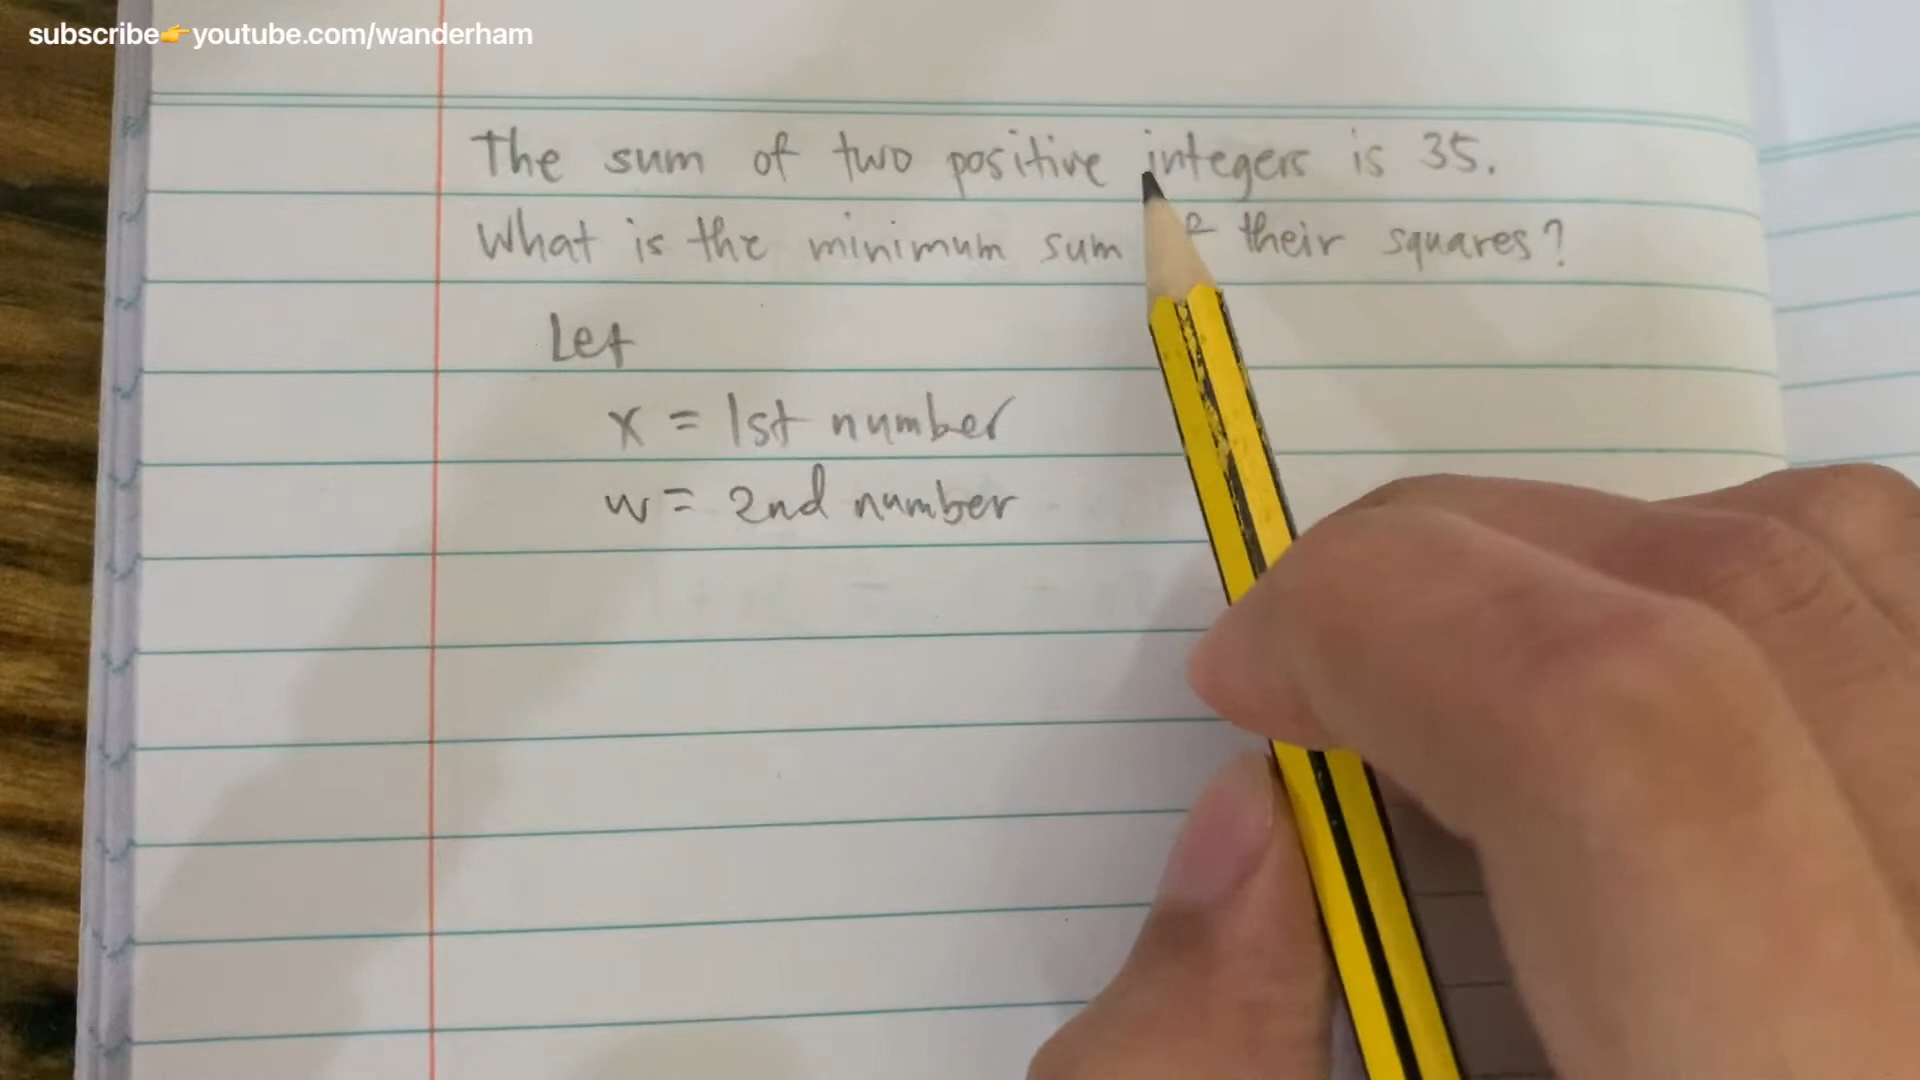 subscribe👉youtube.com/wanderham
The sum of two positive integers is 35.
What is the minimum sum their squares?
Let
x = 1st number
w = 2nd number